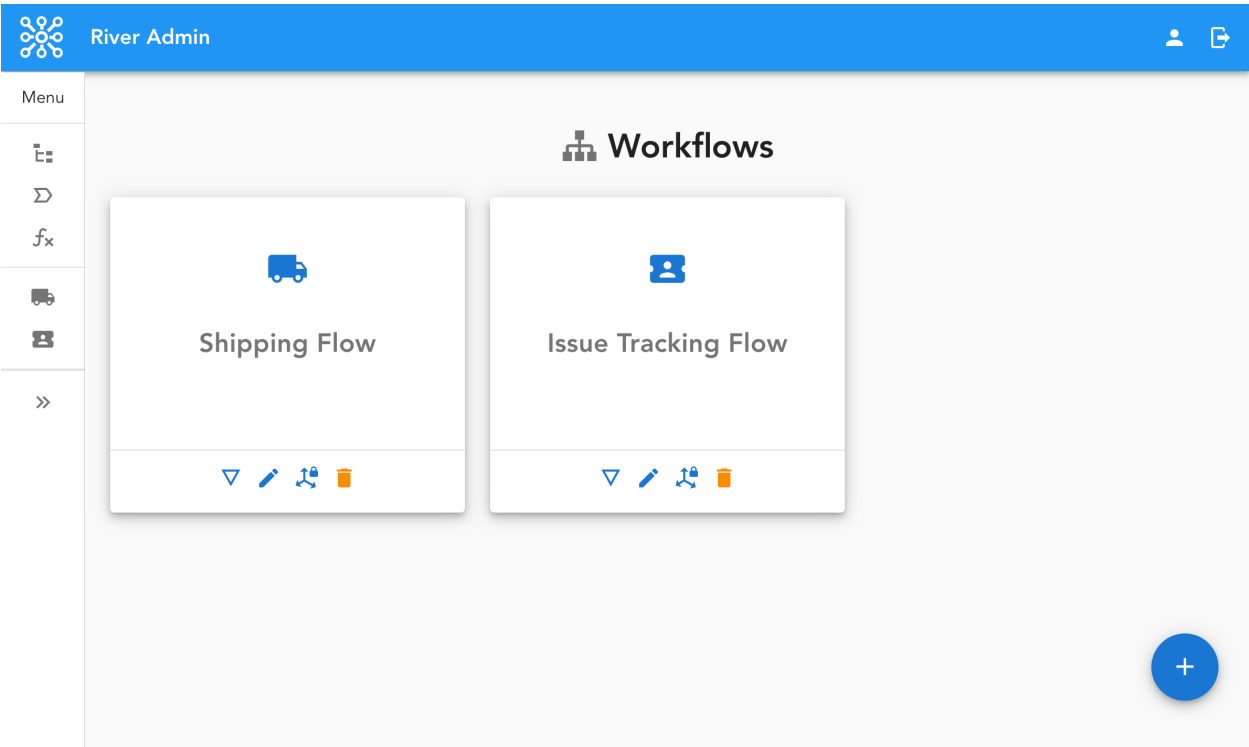 River Admin
Menu
Workflows
Shipping Flow
Issue Tracking Flow